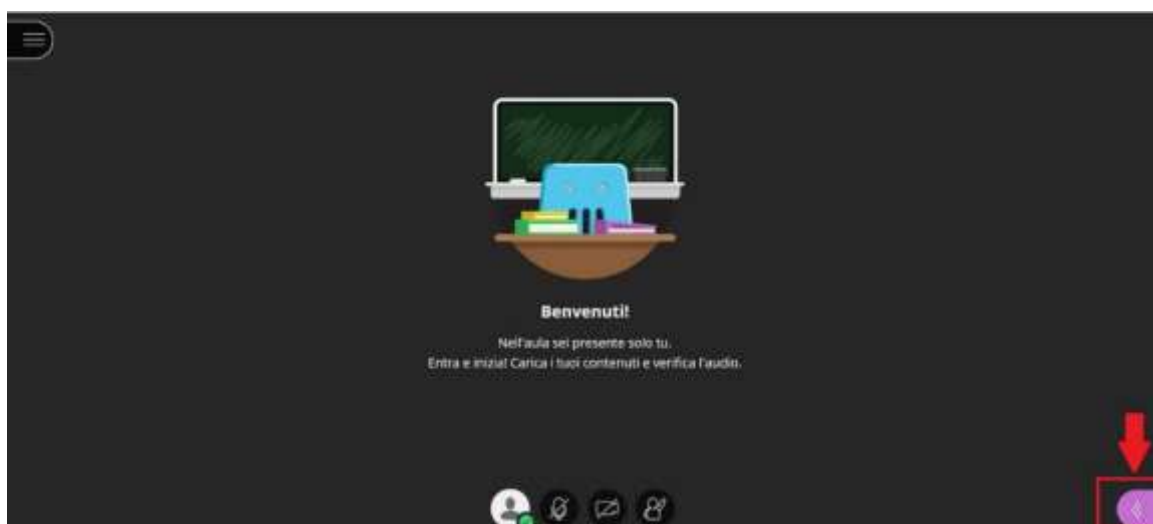 Benvenuti!
Nell'aula sei presente solo tu.
Entra e inizia! Carica i tuoi contenuti e verifica l'audio.